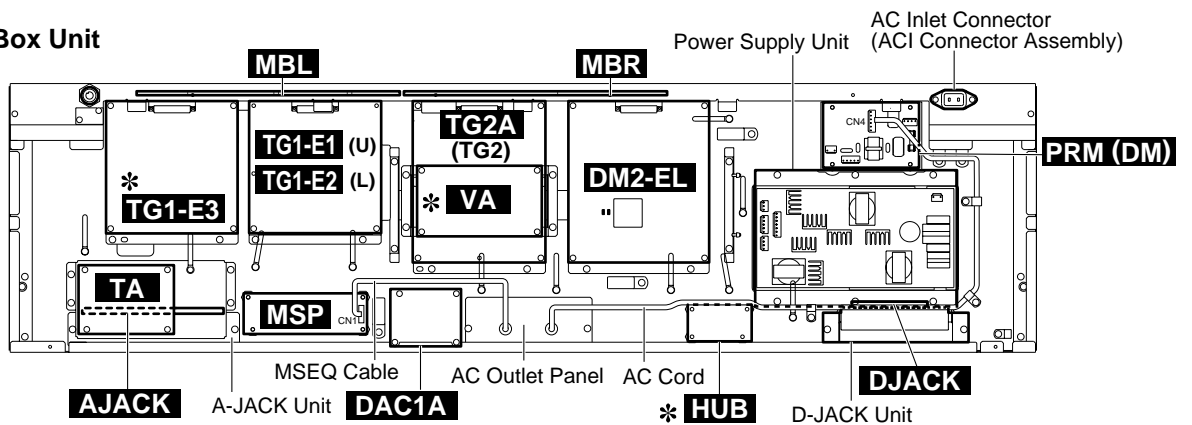 Box Unit
AC Inlet Connector
(ACI Connector Assembly)
Power Supply Unit
MBL
MBR
CN4
PRM (DM)
TG1-E1 (U)
TG1-E2 (L)
TG2A
(TG2)
DM2-EL
* TG1-E3
* VA
TA
MSP
CN1
MSEQ Cable
AC Outlet Panel
AC Cord
DJACK
AJACK
A-JACK Unit
DAC1A
* HUB
D-JACK Unit